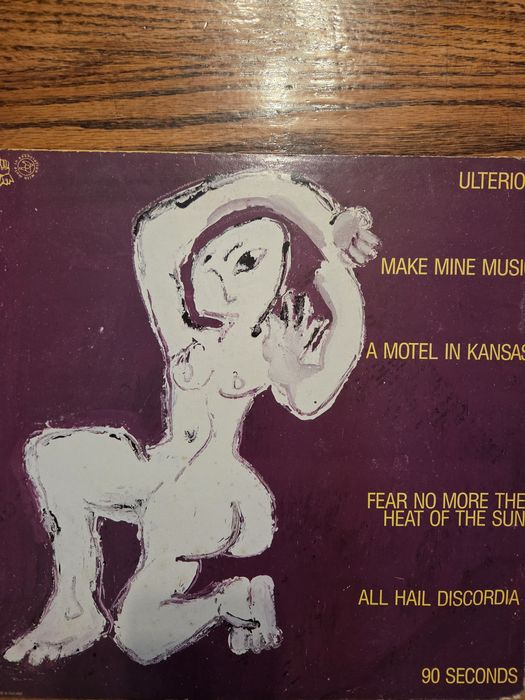 ULTERIO
MAKE MINE MUSI
A MOTEL IN KANSAS
FEAR NO MORE THE
HEAT OF THE SUN
ALL HAIL DISCORDIA
90 SECONDS